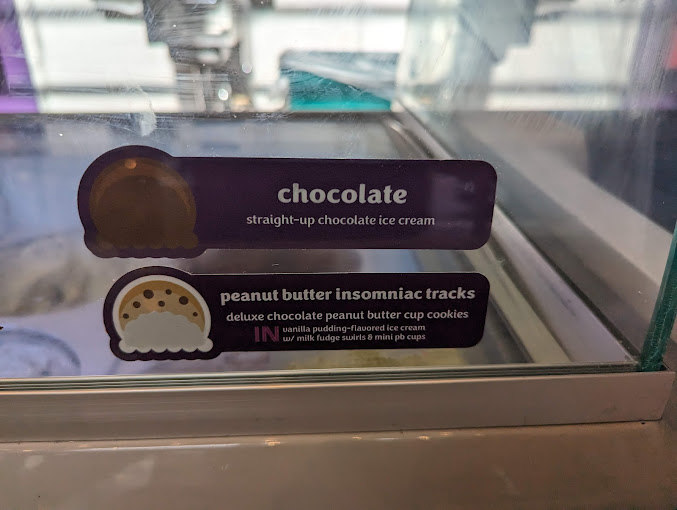 chocolate
straight-up chocolate ice cream
peanut butter insomniac tracks
deluxe chocolate peanut butter cup cookies
IN vanilla pudding-flavored ice cream
w/ milk fudge swirls & mini pb cups